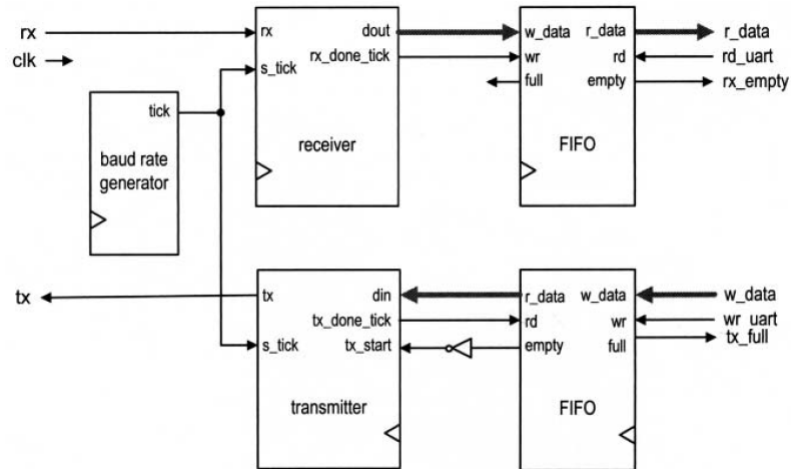 rx
clk
rx
dout
s_tick
rx_done_tick
receiver
w_data
r_data
wr
rd
full
empty
FIFO
r_data
rd_uart
rx_empty
tick
baud rate
generator
tx
tx
din
tx_done_tick
s_tick
tx_start
transmitter
r_data
w_data
rd
wr
empty
full
FIFO
w_data
wr_uart
tx_full